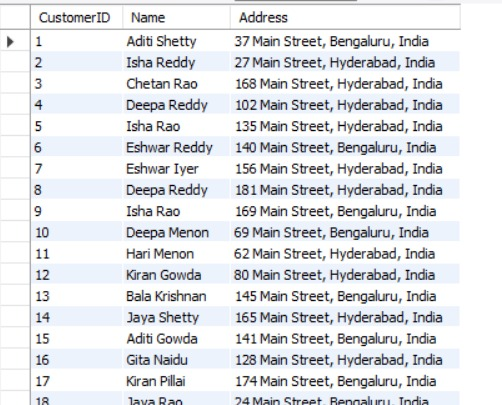 CustomerID Name Address
1 Aditi Shetty 37 Main Street, Bengaluru, India
2 Isha Reddy 27 Main Street, Hyderabad, India
3 Chetan Rao 168 Main Street, Hyderabad, India
4 Deepa Reddy 102 Main Street, Hyderabad, India
5 Isha Rao 135 Main Street, Hyderabad, India
6 Eshwar Reddy 140 Main Street, Bengaluru, India
7 Eshwar Iyer 156 Main Street, Hyderabad, India
8 Deepa Reddy 181 Main Street, Hyderabad, India
9 Isha Rao 169 Main Street, Bengaluru, India
10 Deepa Menon 69 Main Street, Bengaluru, India
11 Hari Menon 62 Main Street, Hyderabad, India
12 Kiran Gowda 80 Main Street, Hyderabad, India
13 Bala Krishnan 145 Main Street, Bengaluru, India
14 Jaya Shetty 165 Main Street, Hyderabad, India
15 Aditi Gowda 141 Main Street, Bengaluru, India
16 Gita Naidu 128 Main Street, Hyderabad, India
17 Kiran Pillai 174 Main Street, Bengaluru, India
18 Jaya Rao 24 Main Street, Bengaluru, India